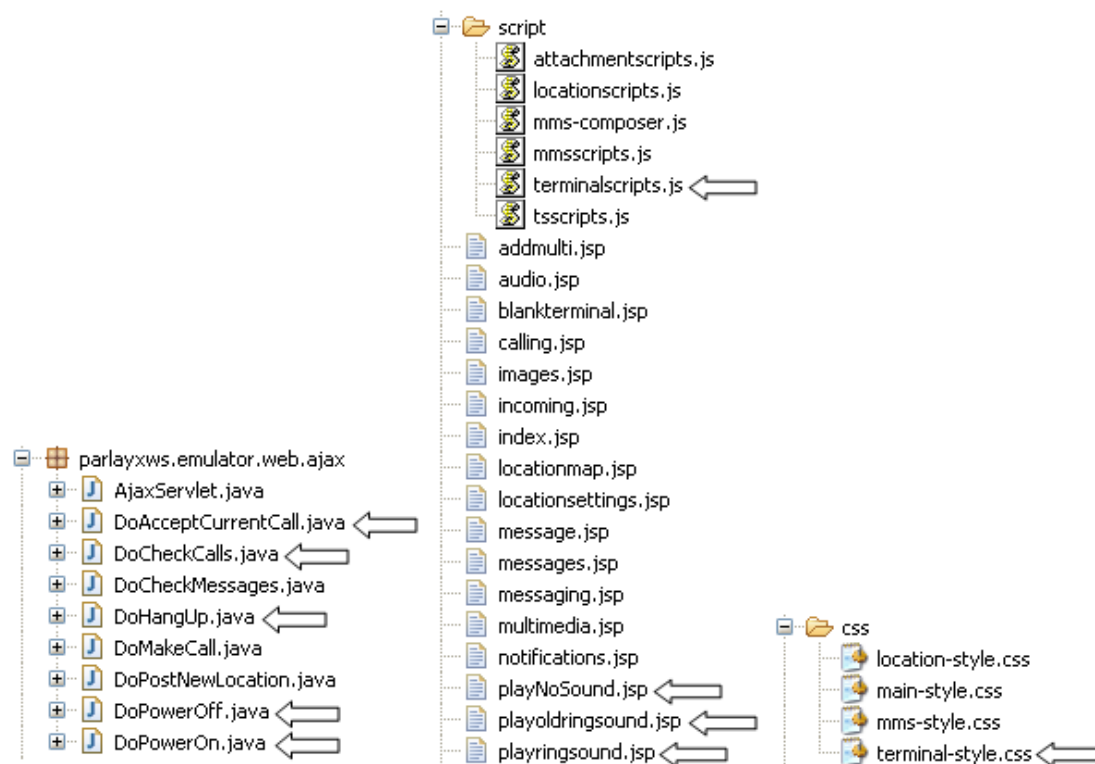 script
attachmentscripts.js
locationscripts.js
mms-composer.js
mmsscripts.js
terminalscripts.js
tsscripts.js
addmulti.jsp
audio.jsp
blankterminal.jsp
calling.jsp
images.jsp
incoming.jsp
index.jsp
locationmap.jsp
locationsettings.jsp
message.jsp
messages.jsp
messaging.jsp
multimedia.jsp
notifications.jsp
playNoSound.jsp
playoldringsound.jsp
playringsound.jsp
parlayxws.emulator.web.ajax
AjaxServlet.java
DoAcceptCurrentCall.java
DoCheckCalls.java
DoCheckMessages.java
DoHangUp.java
DoMakeCall.java
DoPostNewLocation.java
DoPowerOff.java
DoPowerOn.java
css
location-style.css
main-style.css
mms-style.css
terminal-style.css